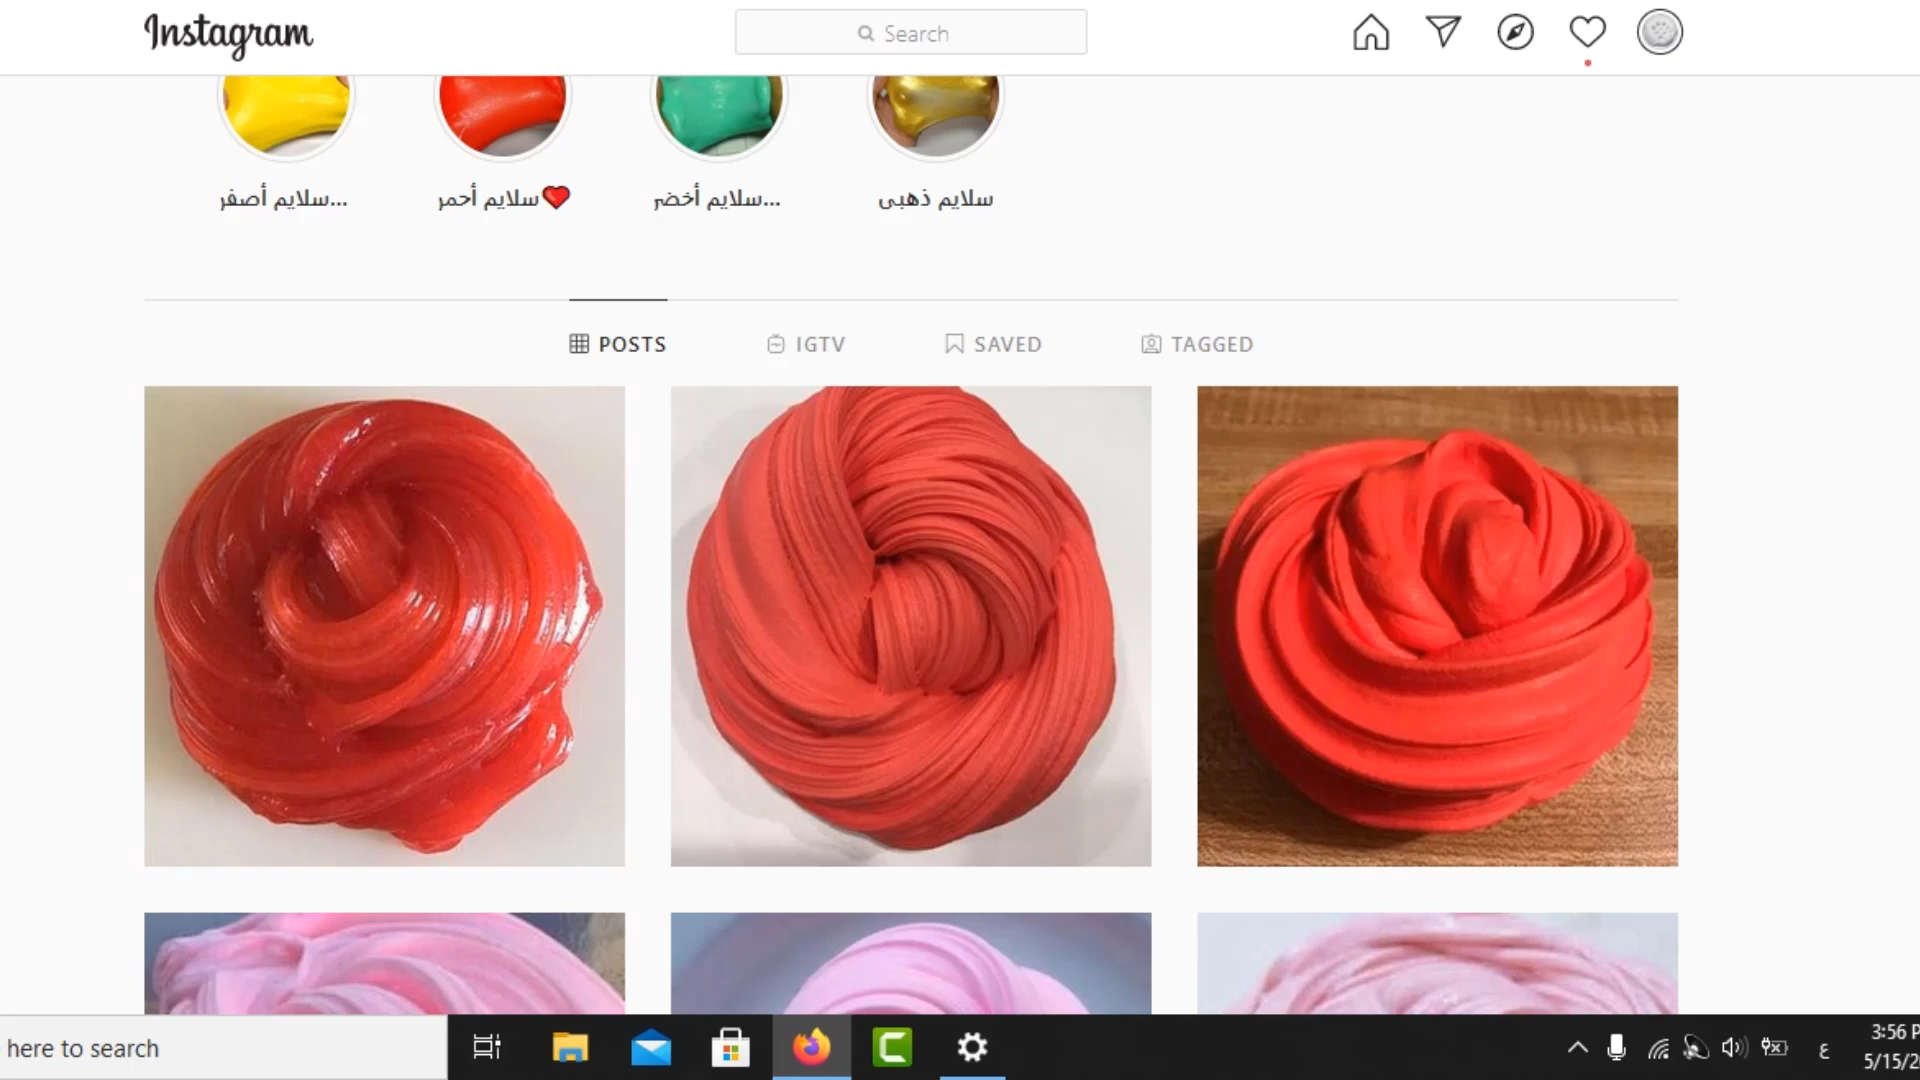 Instagram
Search
سلايم أصفر...
سلايم أحمر❤️
سلايم أخضر...
سلايم ذهبى
POSTS
IGTV
SAVED
TAGGED
here to search
ع
3:56 P
5/15/2